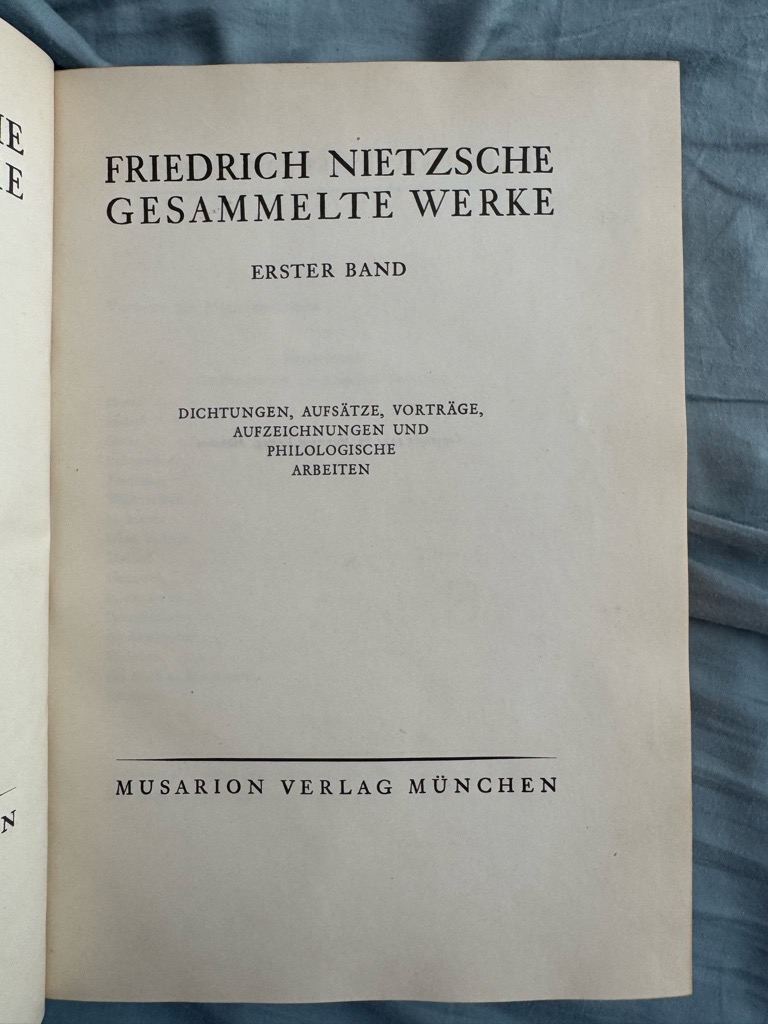 FRIEDRICH NIETZSCHE
GESAMMELTE WERKE
ERSTER BAND
DICHTUNGEN, AUFSÄTZE, VORTRÄGE,
AUFZEICHNUNGEN UND
PHILOLOGISCHE
ARBEITEN
MUSARION VERLAG MÜNCHEN